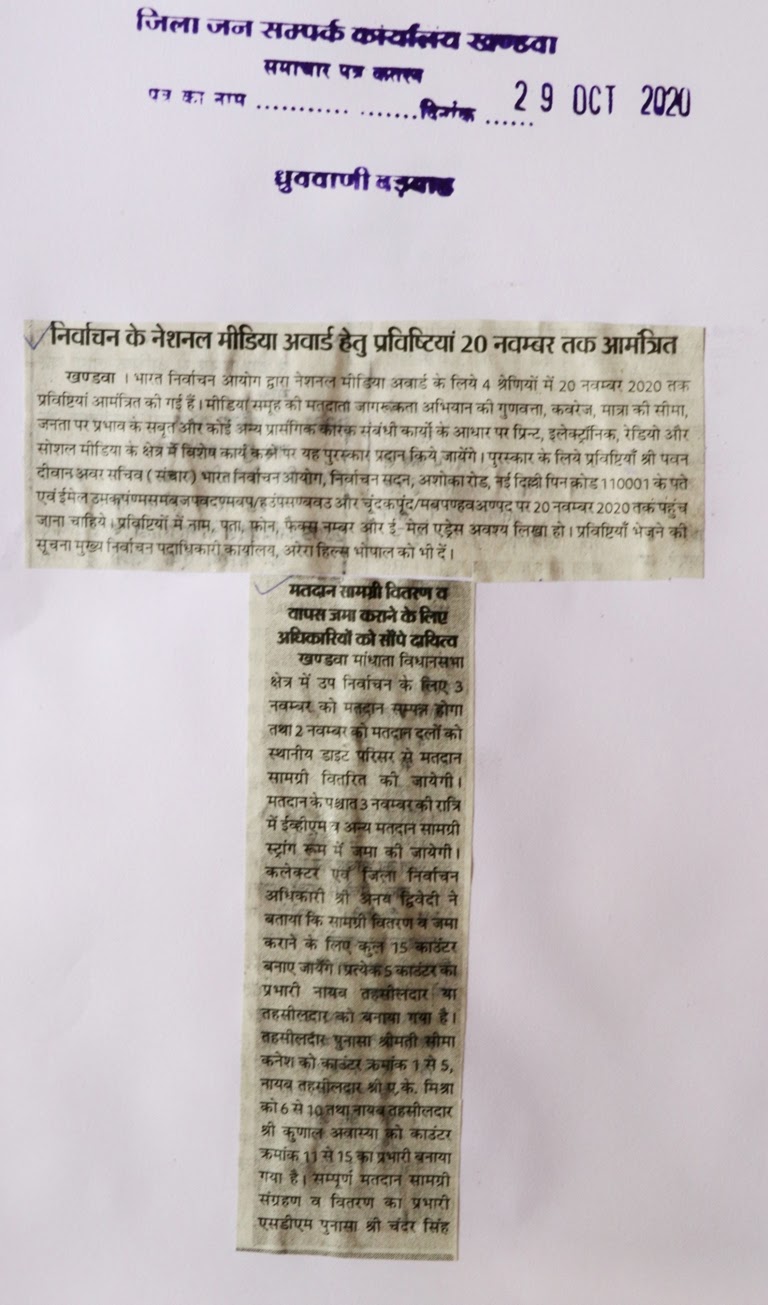 जिला जन सम्पर्क कार्यालय खण्डवा
समाचार पत्र कतरन
पत्र का नाप ........... .......दिनांक ......
29 OCT 2020
ध्रुववाणी बड़वाह
निर्वाचन के नेशनल मीडिया अवार्ड हेतु प्रविष्टियां 20 नवम्बर तक आमंत्रित
खण्डवा । भारत निर्वाचन आयोग द्वारा नेशनल मीडिया अवार्ड के लिये 4 श्रेणियों में 20 नवम्बर 2020 तक
प्रविष्टियां आमंत्रित की गई हैं। मीडिया समूह की मतदाता जागरूकता अभियान की गुणवत्ता, कवरेज, मात्रा की सीमा,
जनता पर प्रभाव के सबूत और कोई अन्य प्रासंगिक कारक संबंधी कार्यो के आधार पर प्रिन्ट, इलेक्ट्रॉनिक, रेडियो और
सोशल मीडिया के क्षेत्र में विशेष कार्य करने पर यह पुरस्कार प्रदान किये जायेंगे। पुरस्कार के लिये प्रविष्टियाँ श्री पवन
दीवान अवर सचिव ( संचार ) भारत निर्वाचन आयोग, निर्वाचन सदन, अशोका रोड, नई दिल्ली पिन कोड 110001 के पते
एवं ईमेल और पर 20 नवम्बर 2020 तक पहुंच
जाना चाहिये। प्रविष्टियों में नाम, पता, फोन, फैक्स नम्बर और ई- मेल एड्रेस अवश्य लिखा हो। प्रविष्टियाँ भेजने की
सूचना मुख्य निर्वाचन पदाधिकारी कार्यालय, अरेरा हिल्स भोपाल को भी दें।
मतदान सामग्री वितरण व
वापस जमा कराने के लिए
अधिकारियों को सौंपे दायित्व
खण्डवा मांधाता विधानसभा
क्षेत्र में उप निर्वाचन के लिए 3
नवम्बर को मतदान सम्पन्न होगा
तथा 2 नवम्बर को मतदान दलों को
स्थानीय डाइट परिसर से मतदान
सामग्री वितरित की जायेगी।
मतदान के पश्चात 3 नवम्बर की रात्रि
में ईव्हीएम व अन्य मतदान सामग्री
स्ट्रांग रूम में जमा की जायेगी।
कलेक्टर एवं जिला निर्वाचन
अधिकारी श्री अनय द्विवेदी ने
बताया कि सामग्री वितरण व जमा
कराने के लिए कुल 15 काउंटर
बनाए जायेंगे। प्रत्येक 5 काउंटर का
प्रभारी नायब तहसीलदार या
तहसीलदार को बनाया गया है।
तहसीलदार पुनासा श्रीमती सीमा
कनेश को काउंटर क्रमांक 1 से 5,
नायब तहसीलदार श्री ए.के. मिश्रा
को 6 से 10 तथा नायब तहसीलदार
श्री कुणाल अवास्या को काउंटर
क्रमांक 11 से 15 का प्रभारी बनाया
गया है। सम्पूर्ण मतदान सामग्री
संग्रहण व वितरण का प्रभारी
एसडीएम पुनासा श्री चंदर सिंह